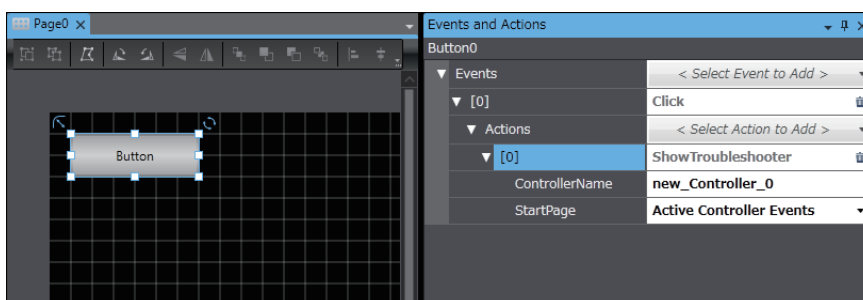 Page0
Button
Events and Actions
Button0
Events
< Select Event to Add >
[0]
Click
Actions
< Select Action to Add >
[0]
ShowTroubleshooter
ControllerName
new_Controller_0
StartPage
Active Controller Events